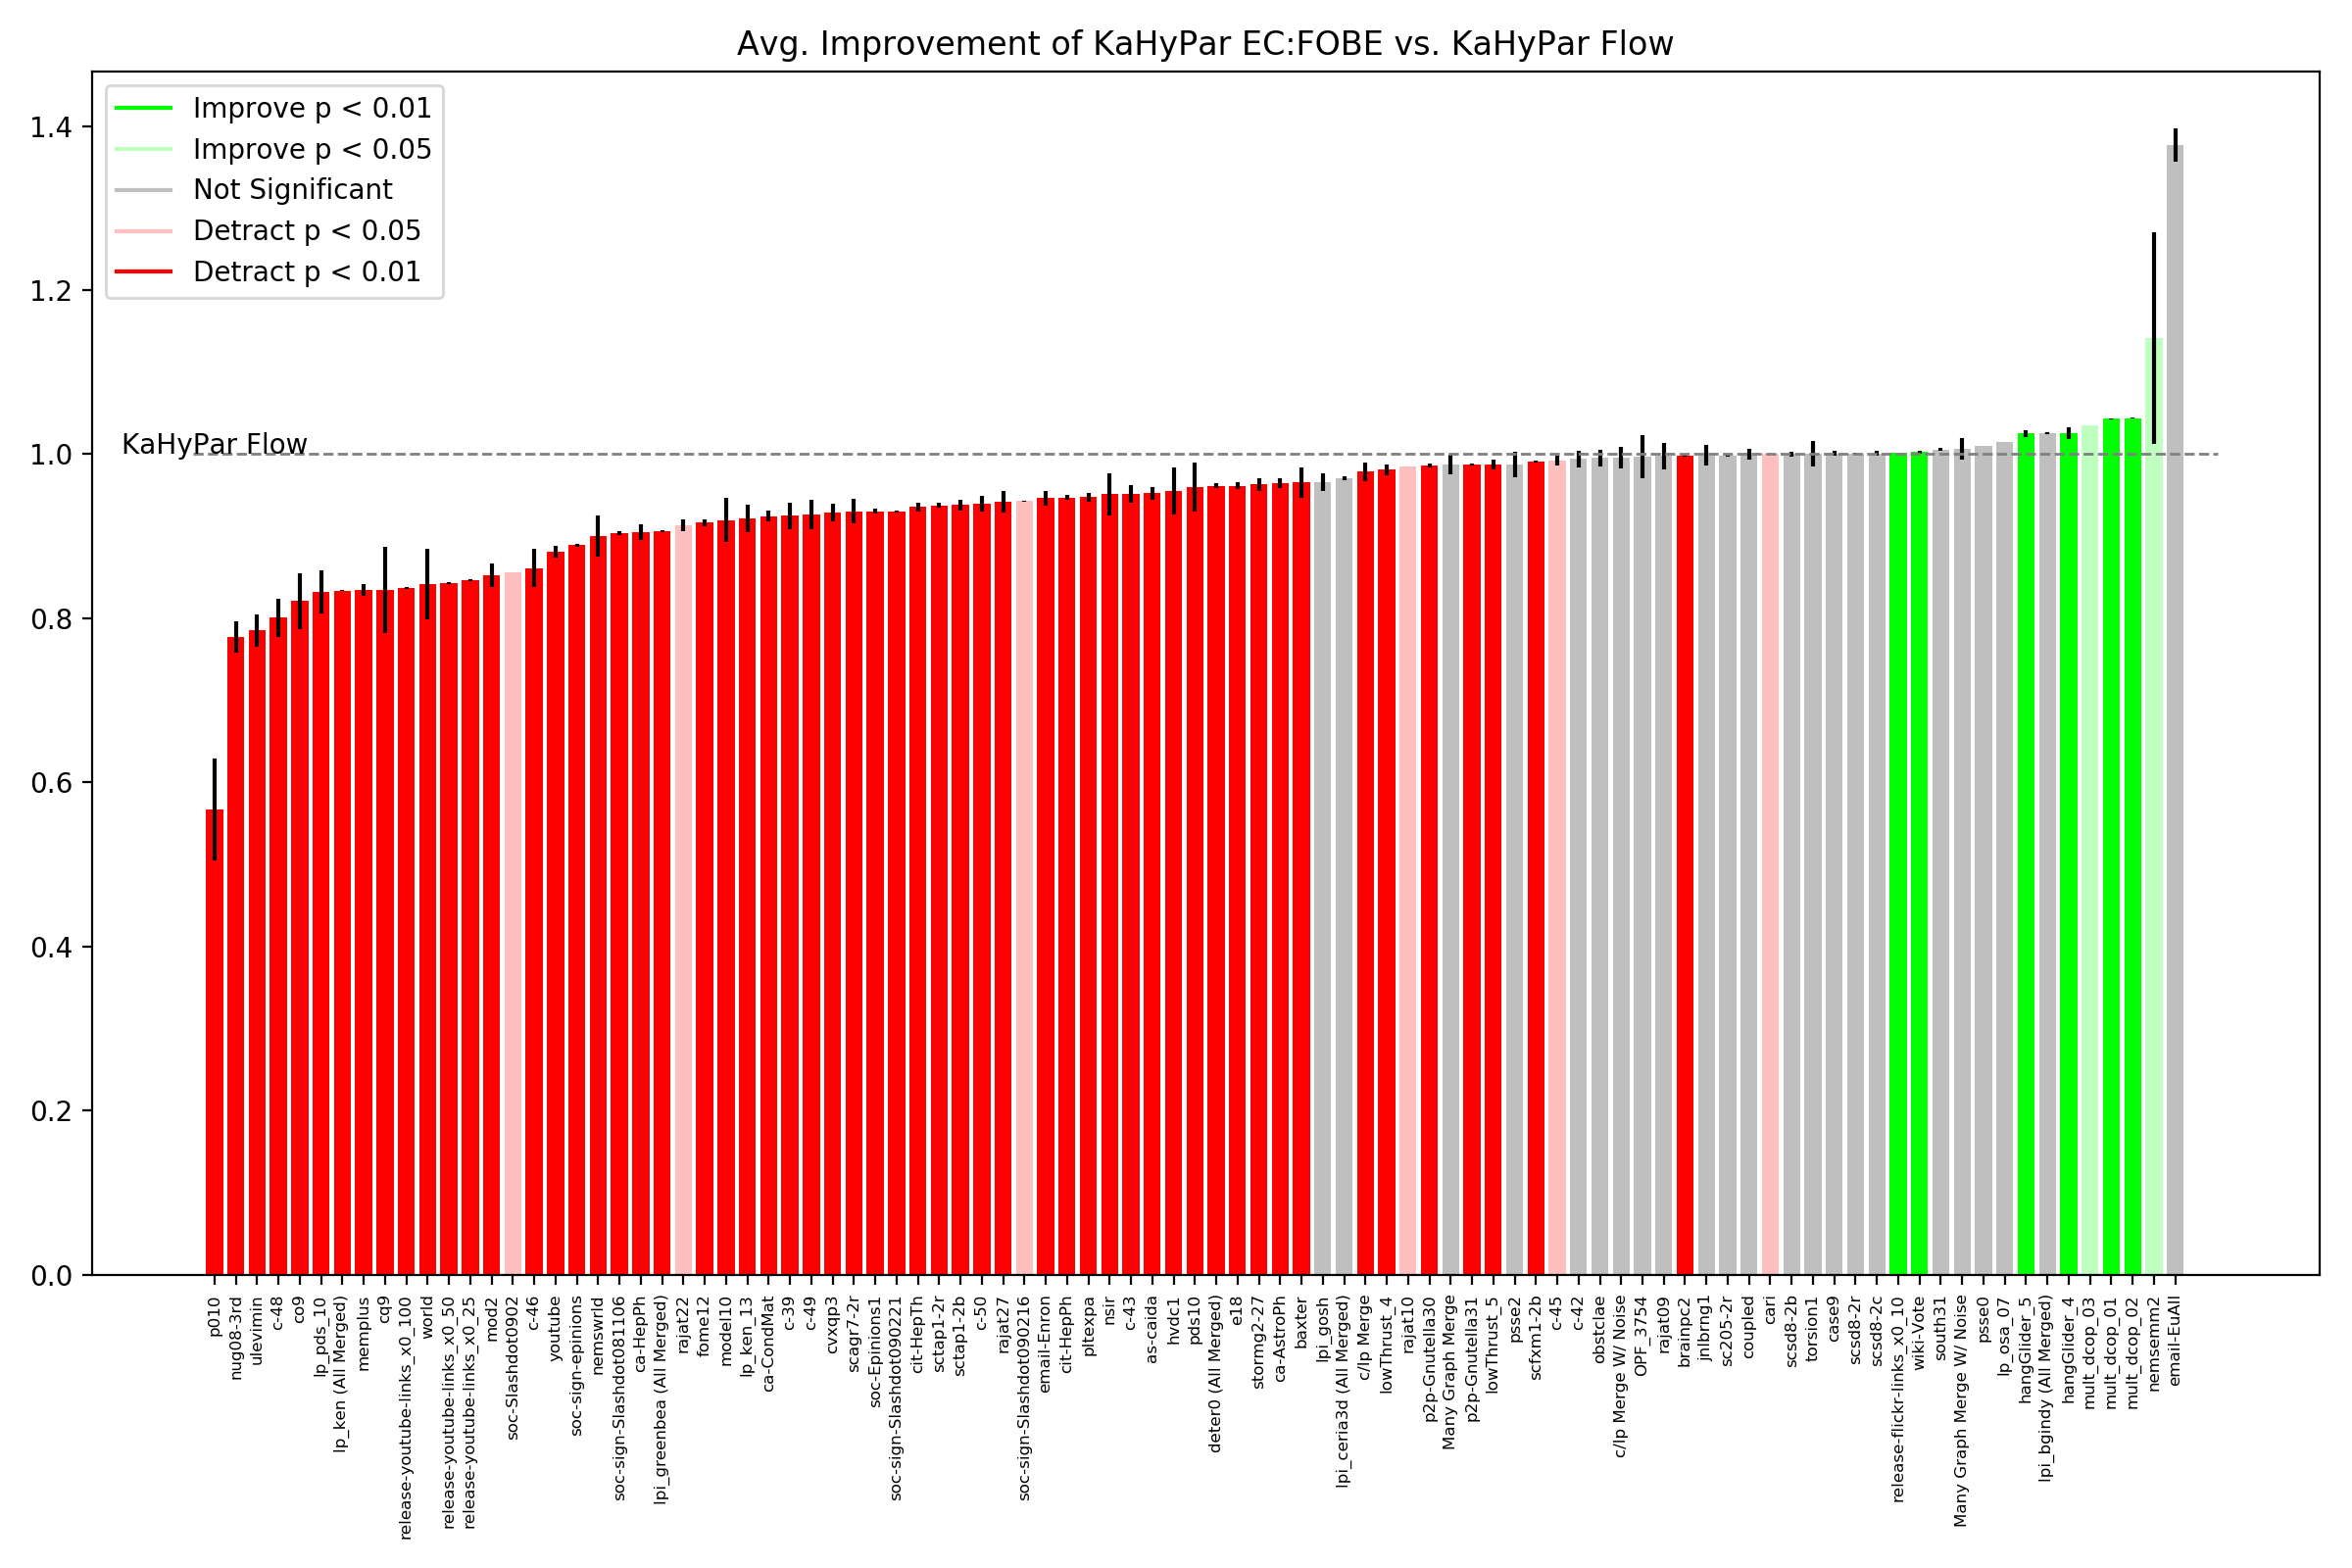 Avg. Improvement of KaHyPar EC:FOBE vs. KaHyPar Flow
Improve p < 0.01
Improve p < 0.05
Not Significant
Detract p < 0.05
Detract p < 0.01
1.4
1.2
1.0
0.8
0.6
0.4
0.2
0.0
KaHyPar Flow
p010
nug08-3rd
ulevimin
c-48
co9
lp_pds_10
lp_ken (All Merged)
memplus
cq9
release-youtube-links_x0_100
world
release-youtube-links_x0_50
release-youtube-links_x0_25
mod2
soc-Slashdot0902
c-46
youtube
soc-sign-epinions
nemswrld
soc-sign-Slashdot081106
ca-HepPh
lpi_greenbea (All Merged)
rajat22
fome12
model10
lp_ken_13
ca-CondMat
c-39
c-49
cvxqp3
scagr7-2r
soc-Epinions1
soc-sign-Slashdot090221
cit-HepTh
sctap1-2r
sctap1-2b
c-50
rajat27
soc-sign-Slashdot090216
email-Enron
cit-HepPh
pltexpa
nsir
c-43
as-caida
hvdc1
pds10
deter0 (All Merged)
e18
stormg2-27
ca-AstroPh
baxter
lpi_gosh
lpi_ceria3d (All Merged)
c/lp Merge
lowThrust_4
rajat10
p2p-Gnutella30
Many Graph Merge
p2p-Gnutella31
lowThrust_5
psse2
scfxm1-2b
c-45
c-42
obstclae
c/lp Merge W/ Noise
OPF_3754
rajat09
brainpc2
jnlbrng1
sc205-2r
coupled
cari
scsd8-2b
torsion1
case9
scsd8-2r
scsd8-2c
release-flickr-links_x0_10
wiki-Vote
south31
Many Graph Merge W/ Noise
psse0
lp_osa_07
hangGlider_5
lpi_bgindy (All Merged)
hangGlider_4
mult_dcop_03
mult_dcop_01
mult_dcop_02
nemsemm2
email-EuAll